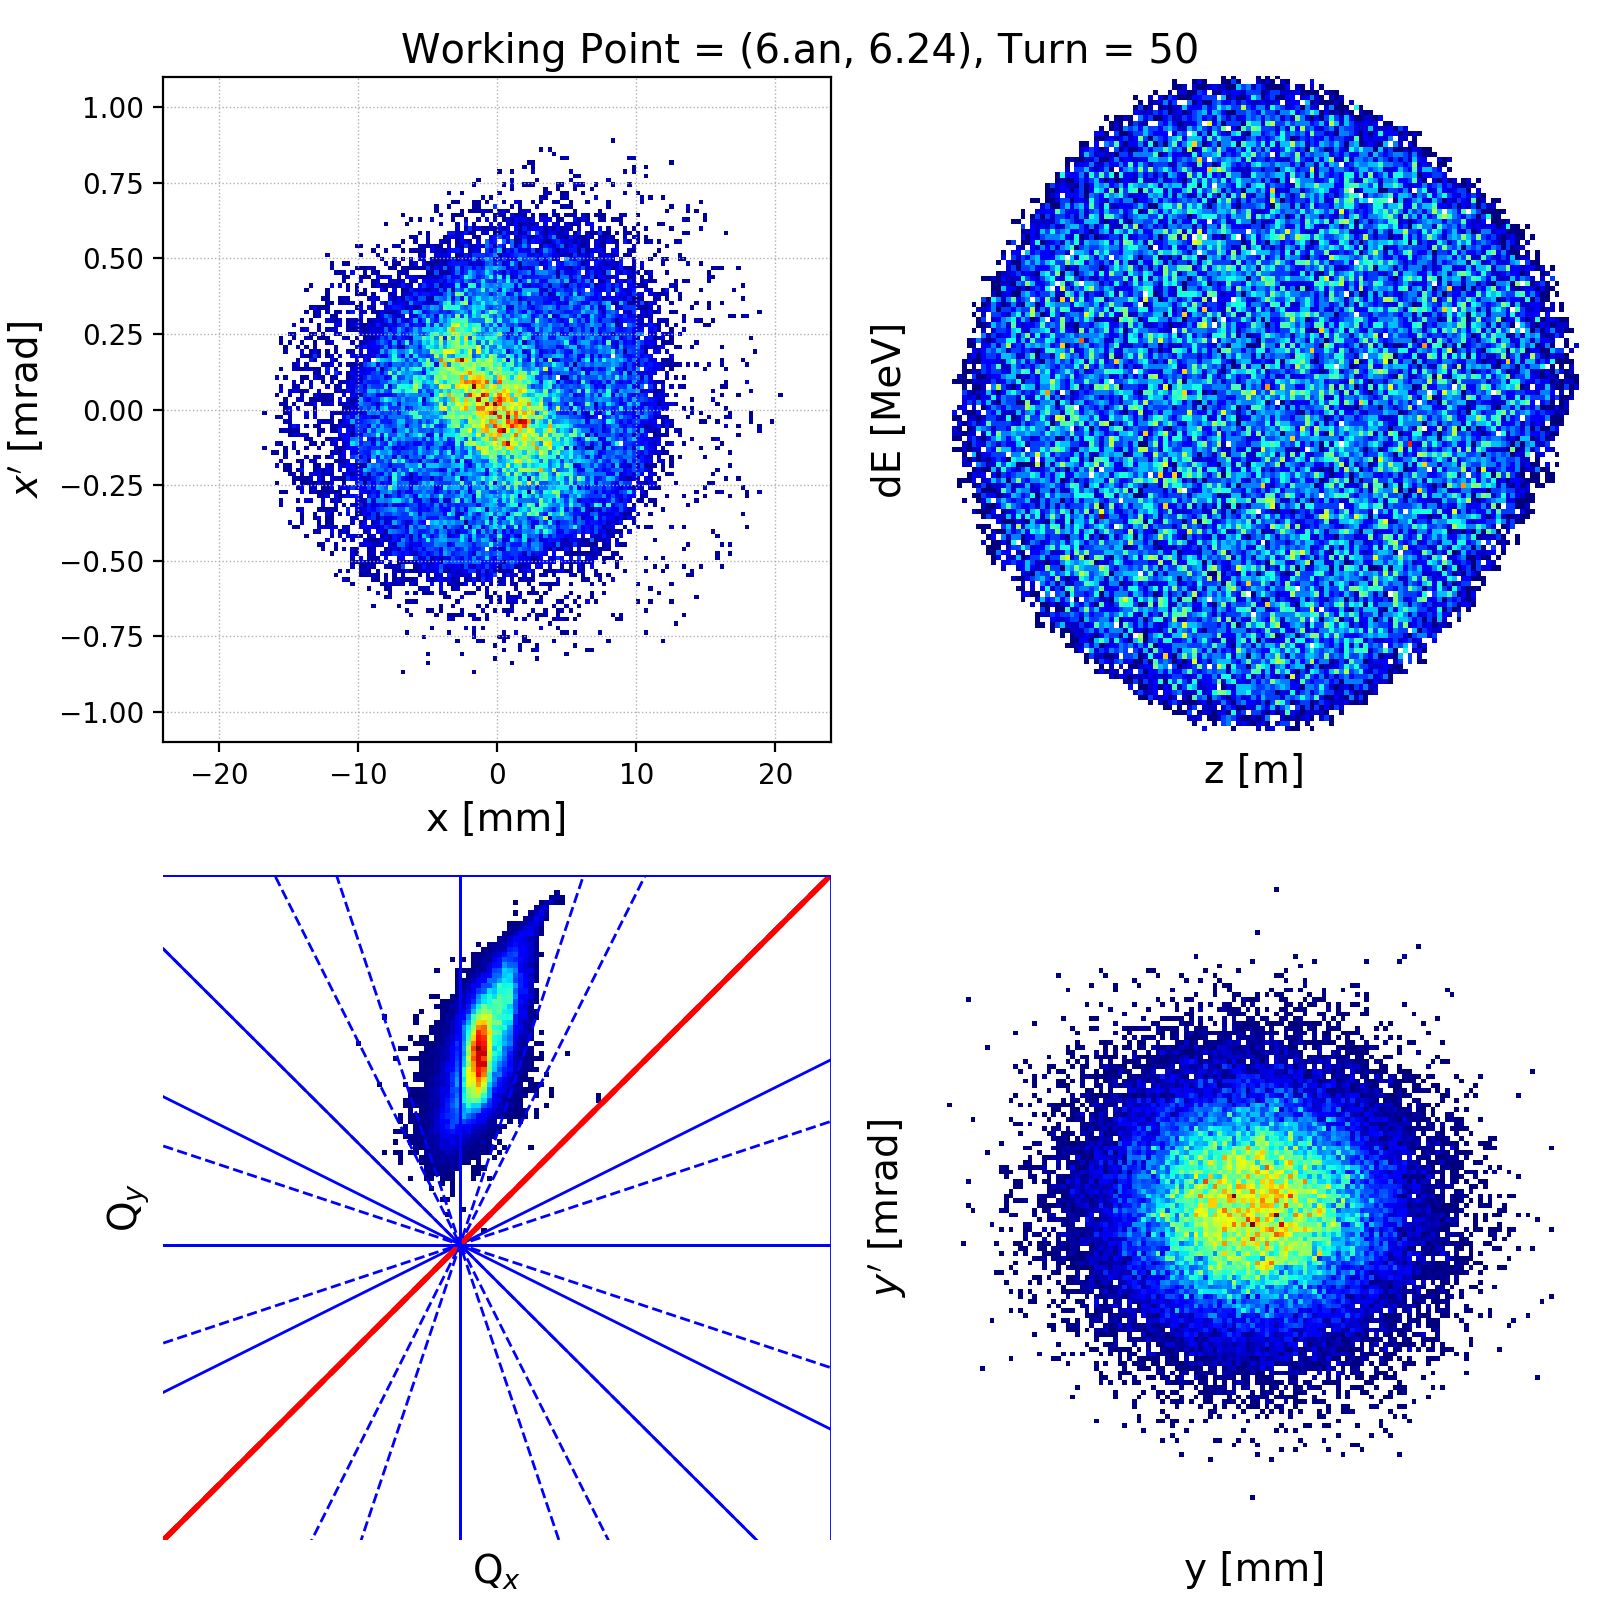 Working Point = (6.an, 6.24), Turn = 50
1.00
0.75
0.50
0.25
0.00
−0.25
−0.50
−0.75
−1.00
x′ [mrad]
−20 −10 0 10 20
x [mm]
dE [MeV]
z [m]
Qy
Qx
y′ [mrad]
y [mm]